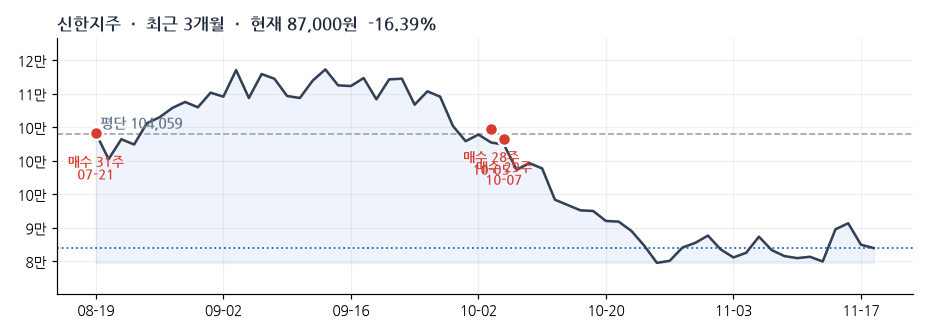 신한지주 · 최근 3개월 · 현재 87,000원 -16.39%
12만
11만
10만
10만
10만
9만
8만
평단 104,059
매수 31주
07-21
매수 28주
10-07
08-19
09-02
09-16
10-02
10-20
11-03
11-17